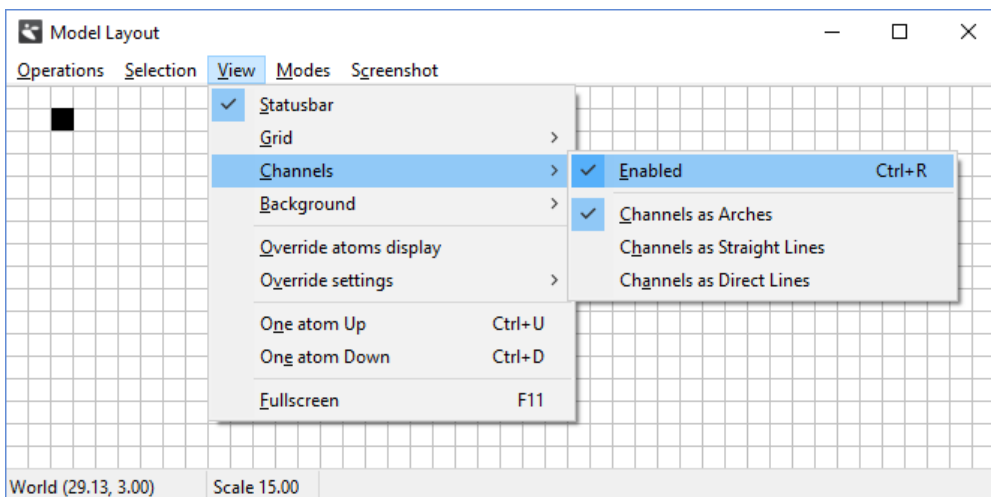 Model Layout
Operations Selection View Modes Screenshot
Statusbar
Grid
Channels
Enabled Ctrl+R
Background
Channels as Arches
Override atoms display
Channels as Straight Lines
Override settings
Channels as Direct Lines
One atom Up Ctrl+U
One atom Down Ctrl+D
Fullscreen F11
World (29.13, 3.00) Scale 15.00